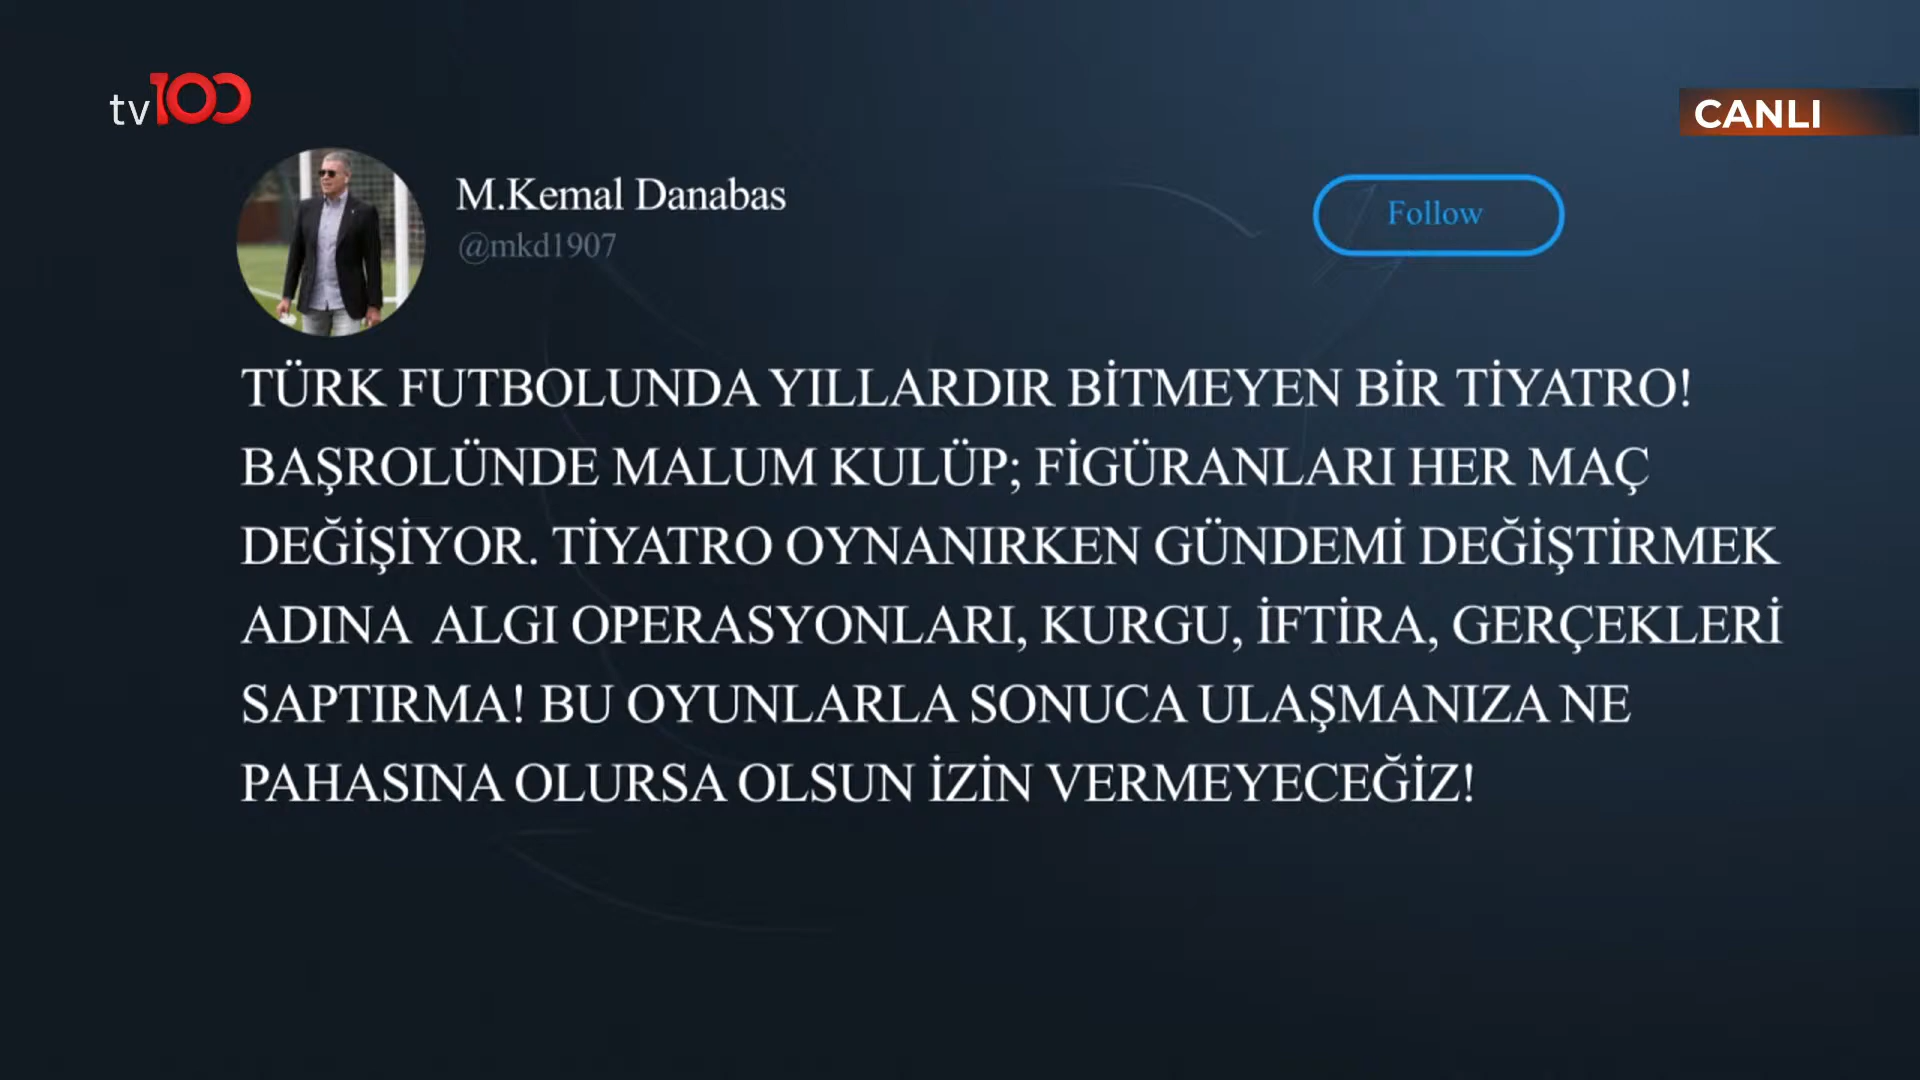 tv100
CANLI
M.Kemal Danabas
@mkd1907
Follow
TÜRK FUTBOLUNDA YILLARDIR BİTMEYEN BİR TİYATRO!
BAŞROLÜNDE MALUM KULÜP; FİGÜRANLARI HER MAÇ
DEĞİŞİYOR. TİYATRO OYNANIRKEN GÜNDEMİ DEĞİŞTİRMEK
ADINA ALGI OPERASYONLARI, KURGU, İFTİRA, GERÇEKLERİ
SAPTIRMA! BU OYUNLARLA SONUCA ULAŞMANIZA NE
PAHASINA OLURSA OLSUN İZİN VERMEYECEĞİZ!